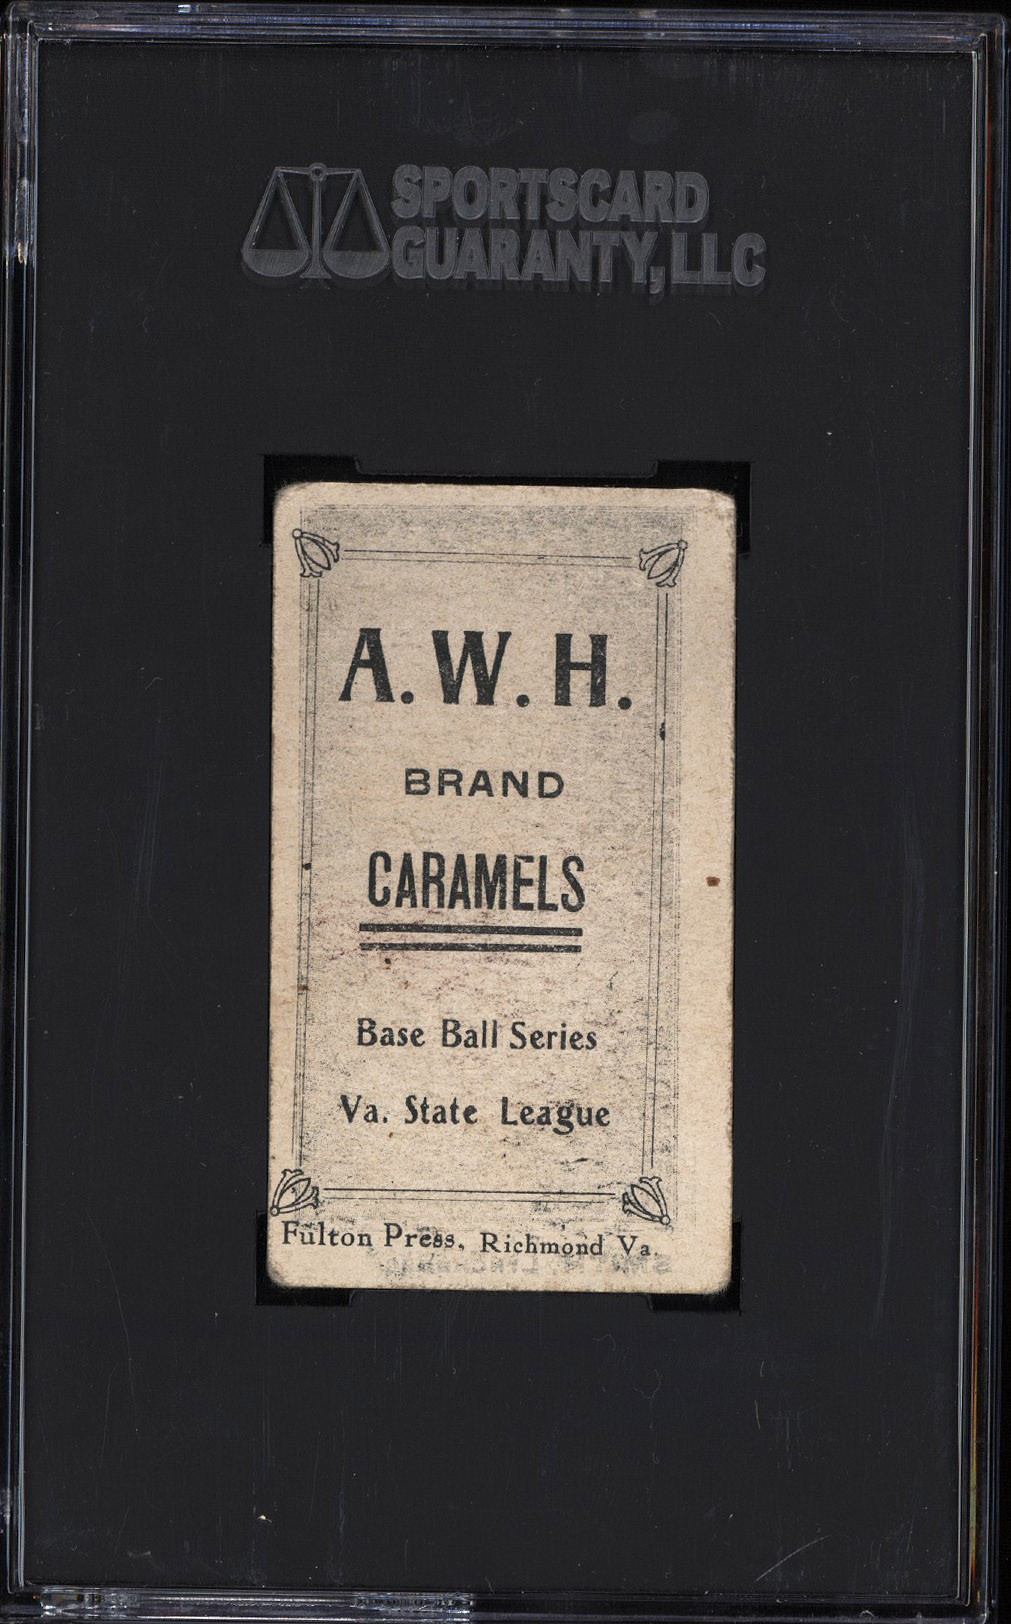 SPORTSCARD
GUARANTY, LLC
A. W. H.
BRAND
CARAMELS
Base Ball Series
Va. State League
Fulton Press, Richmond Va.